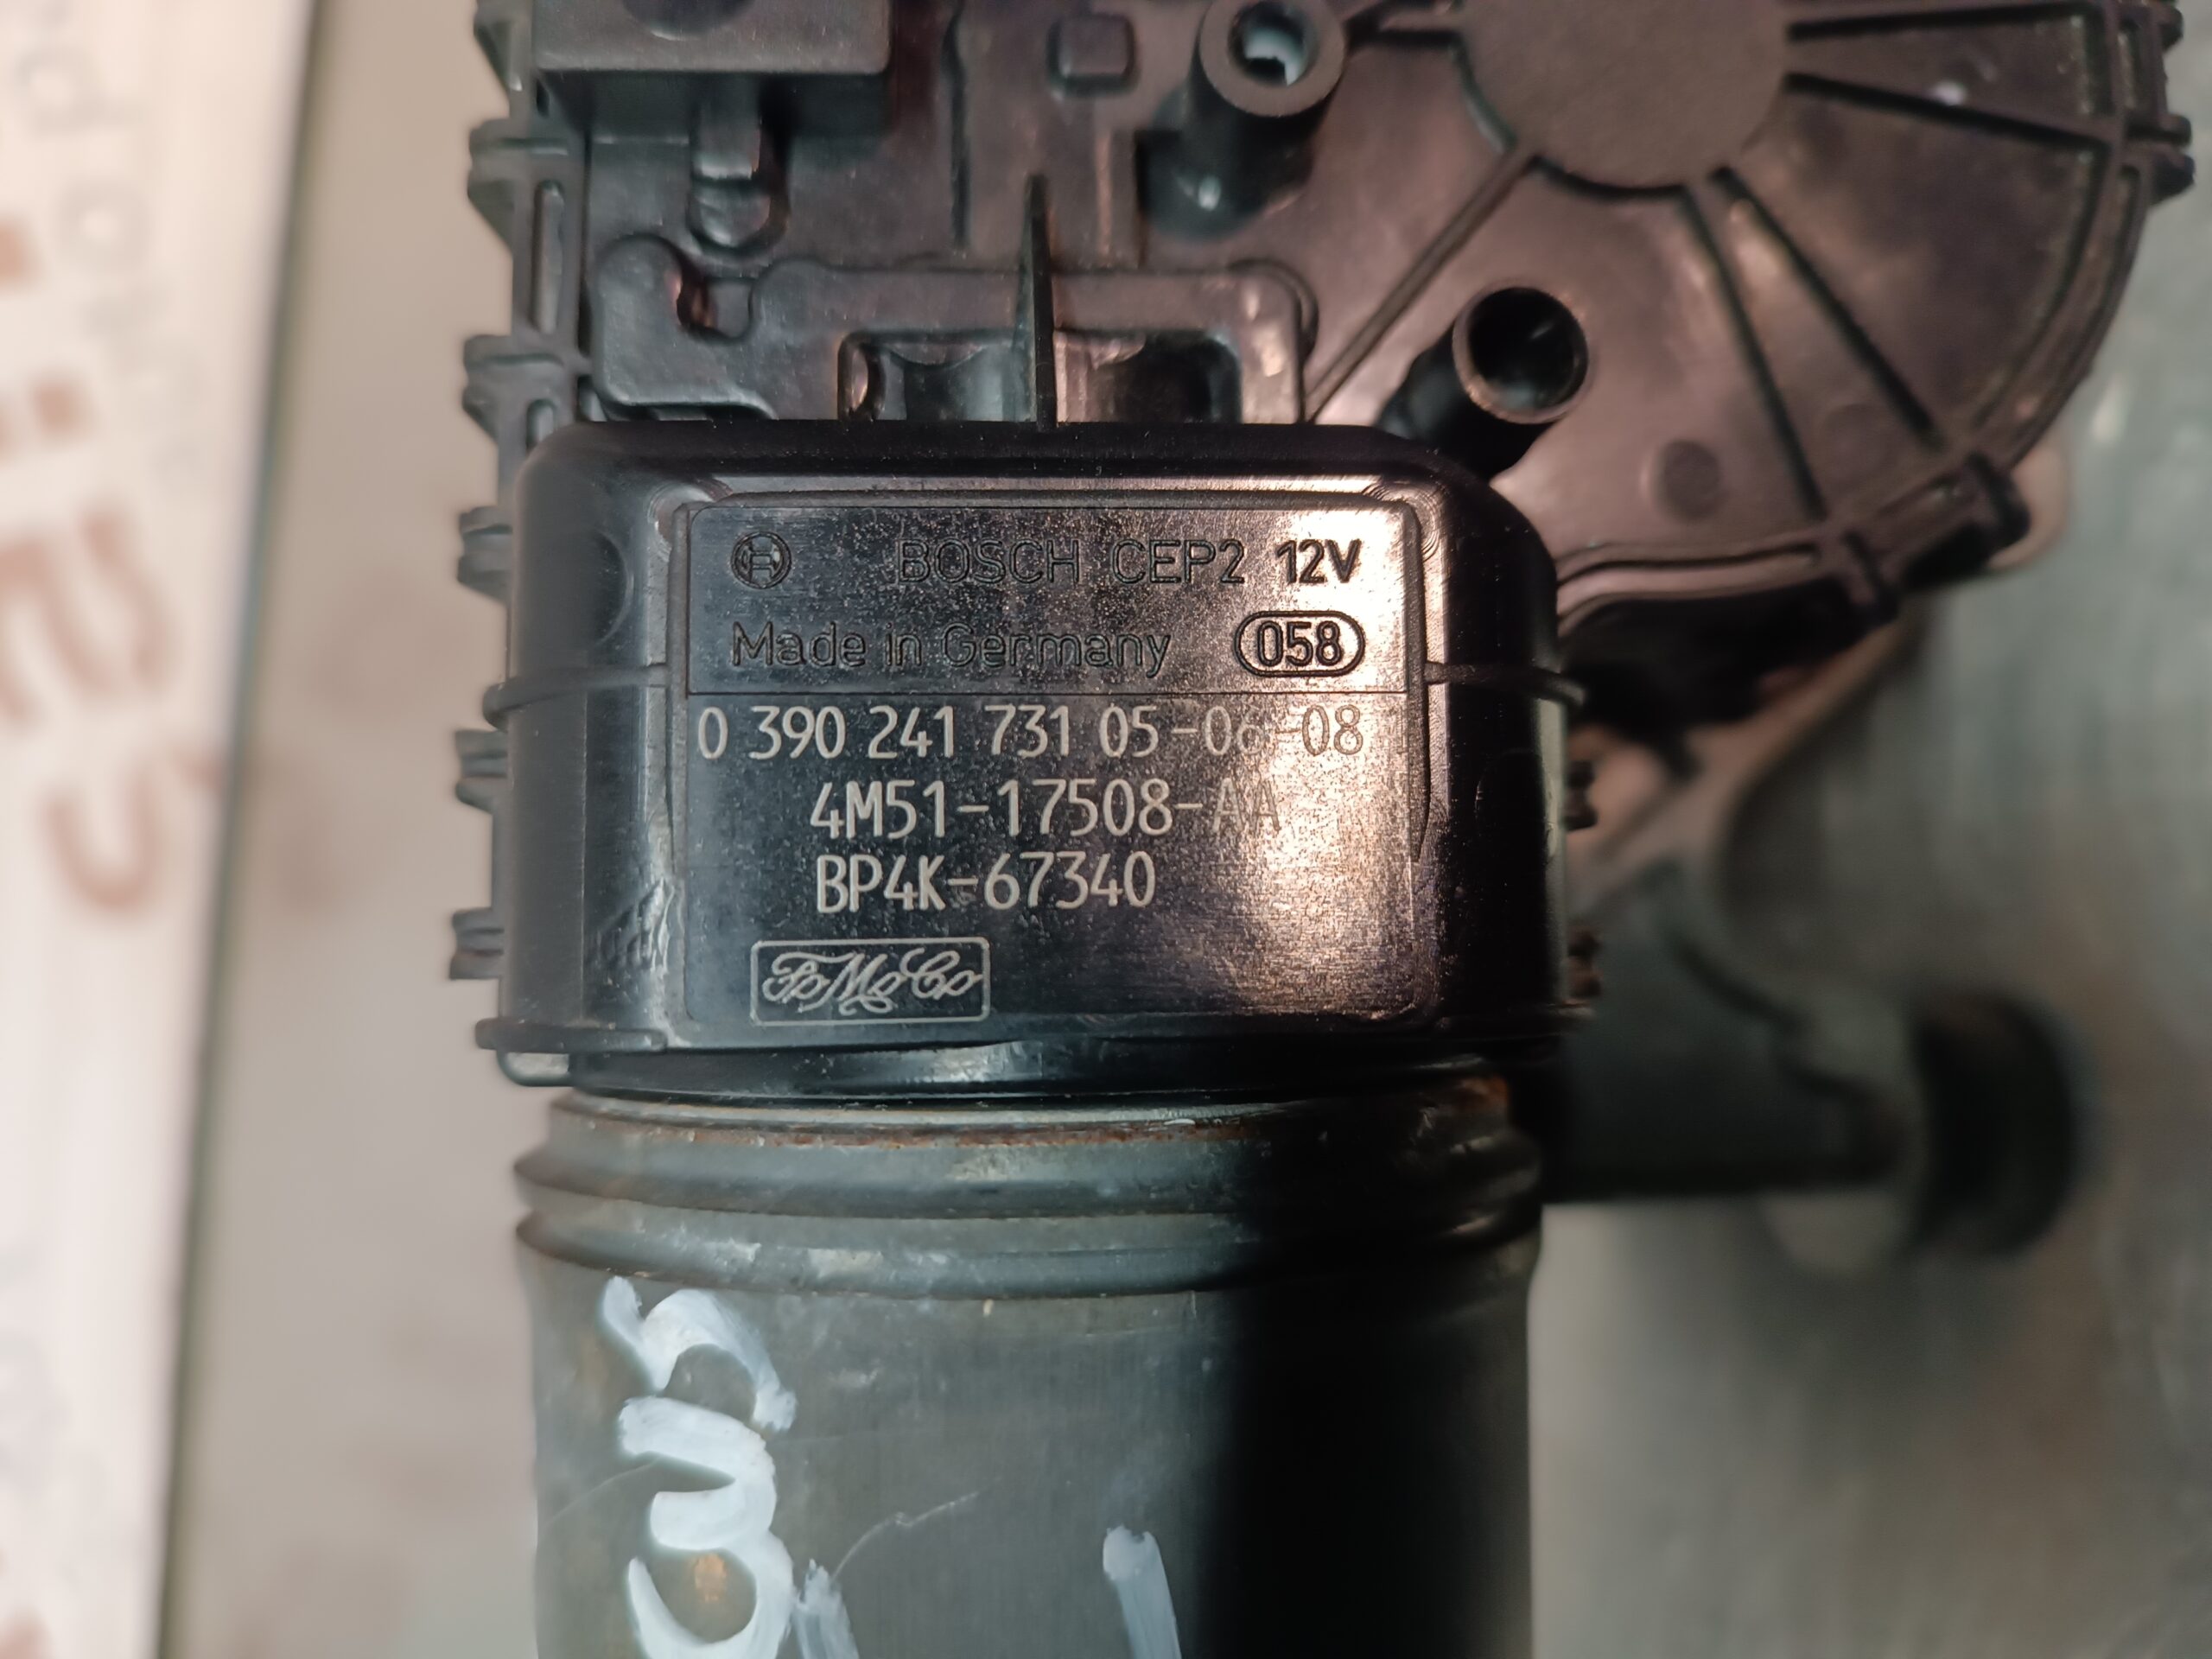 BOSCH CEP2 12V
Made in Germany 058
0 390 241 731 05-06-08
4M51-17508-AA
BP4K-67340
FoMoCo